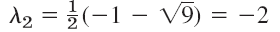 λ₂ = ½(−1 − √9) = −2